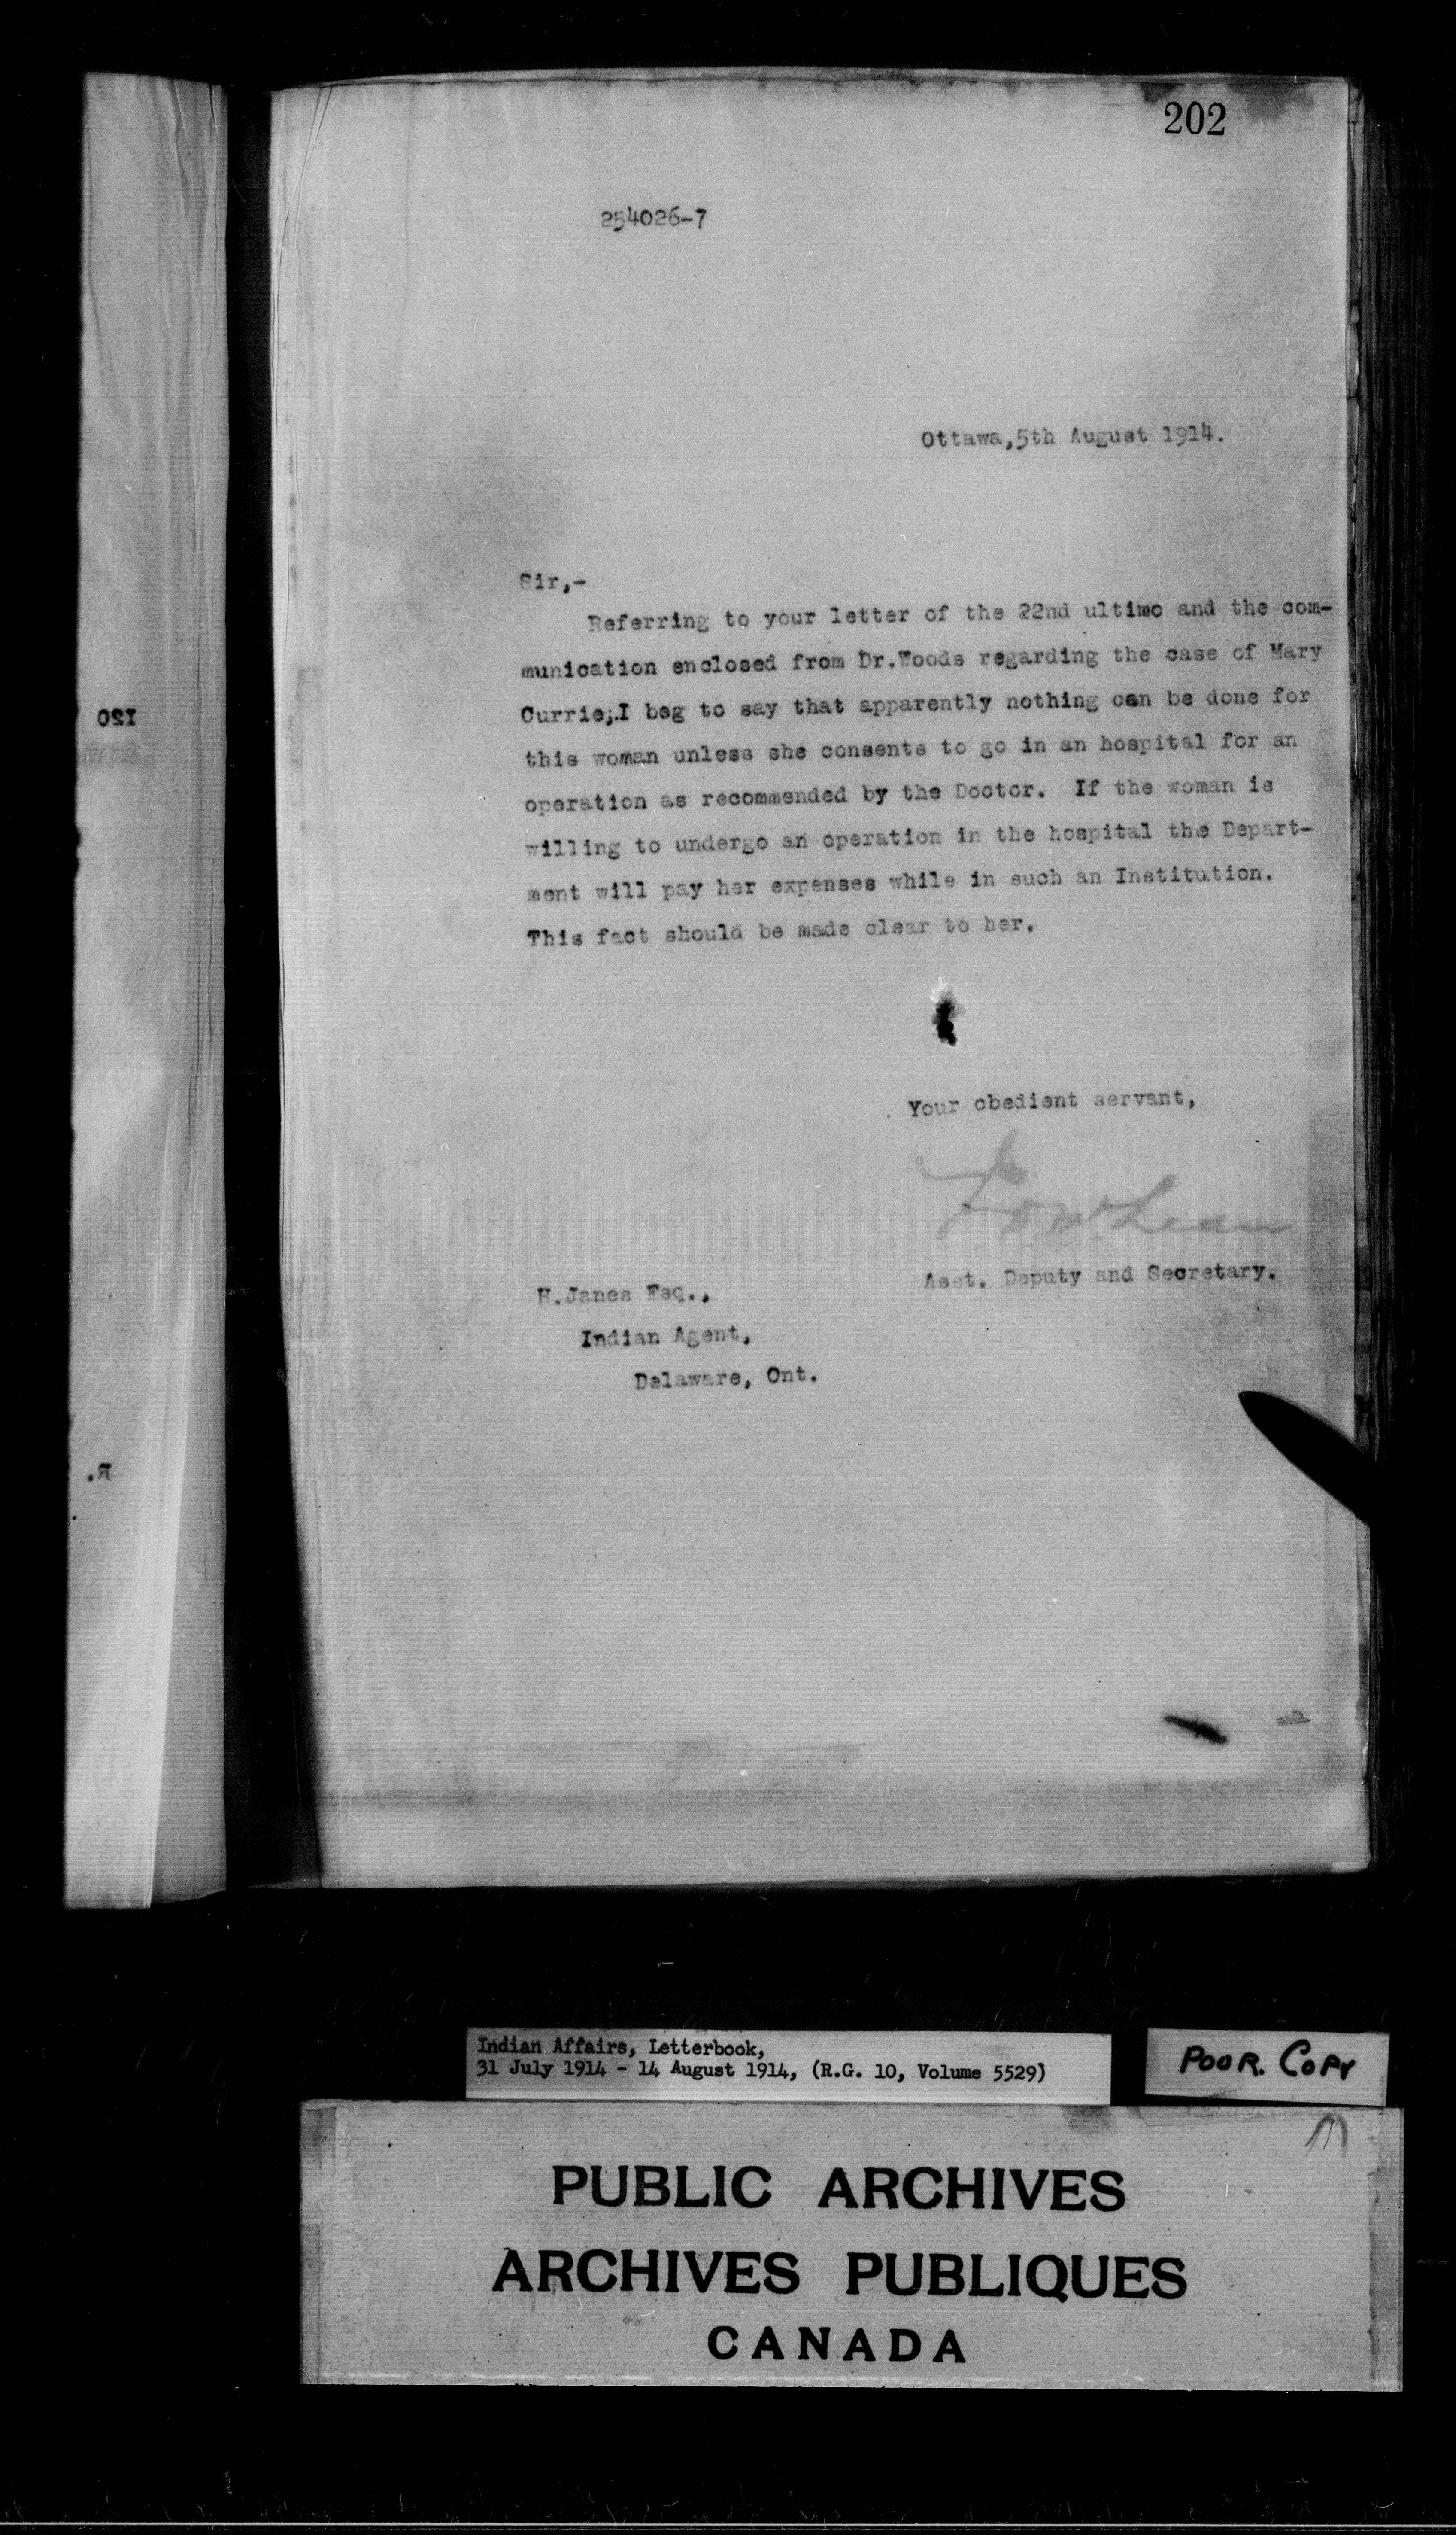 202
254026-7
Ottawa,5th August 1914.
Sir,-
Referring to your letter of the 22nd ultimo and the com-
munication enclosed from Dr.Woods regarding the case of Mary
Currie;.I beg to say that apparently nothing can be done for
this woman unless she consents to go in an hospital for an
operation as recommended by the Doctor. If the woman is
willing to undergo an operation in the hospital the Depart-
ment will pay her expenses while in such an Institution.
This fact should be made clear to her.
Your obedient servant,
J D McLean
Asst. Deputy and Secretary.
H.Janes Esq.,
Indian Agent,
Delaware, Ont.
Indian Affairs, Letterbook,
31 July 1914 - 14 August 1914, (R.G. 10, Volume 5529)
POOR. COPY
PUBLIC ARCHIVES
ARCHIVES PUBLIQUES
CANADA